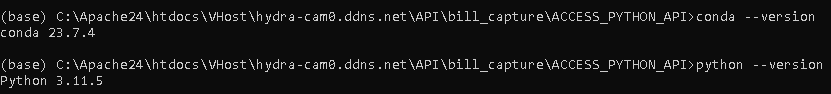 (base) C:\Apache24\htdocs\VHost\hydra-cam0.ddns.net\API\bill_capture\ACCESS_PYTHON_API>conda --version
conda 23.7.4
(base) C:\Apache24\htdocs\VHost\hydra-cam0.ddns.net\API\bill_capture\ACCESS_PYTHON_API>python --version
Python 3.11.5